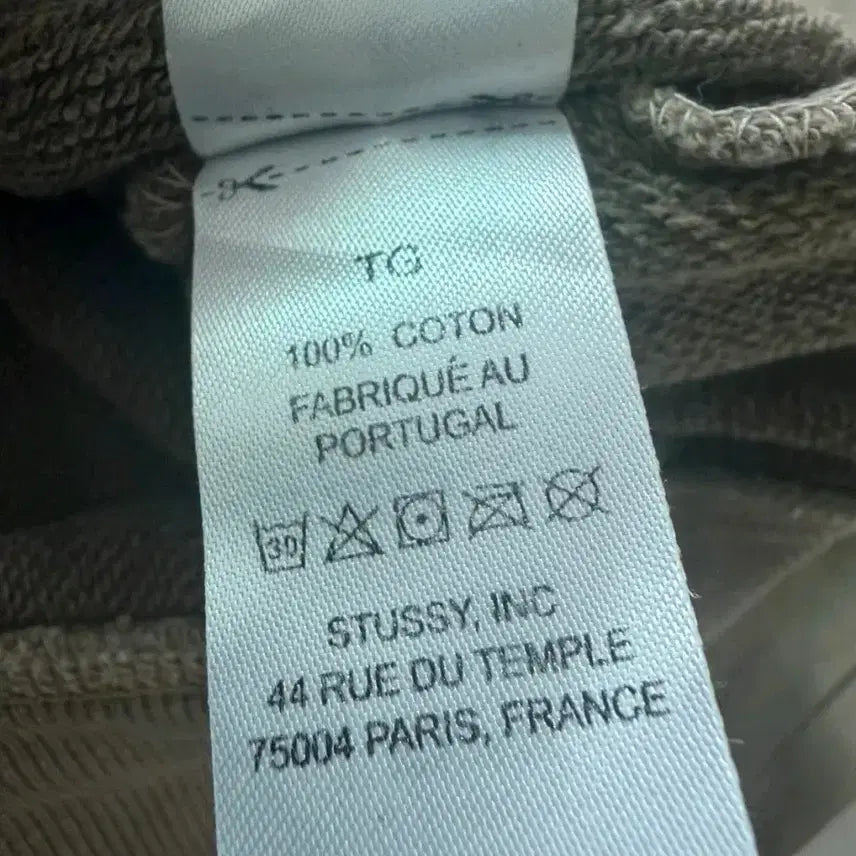 TG
100% COTON
FABRIQUÉ AU
PORTUGAL
30
STUSSY, INC
44 RUE DU TEMPLE
75004 PARIS, FRANCE